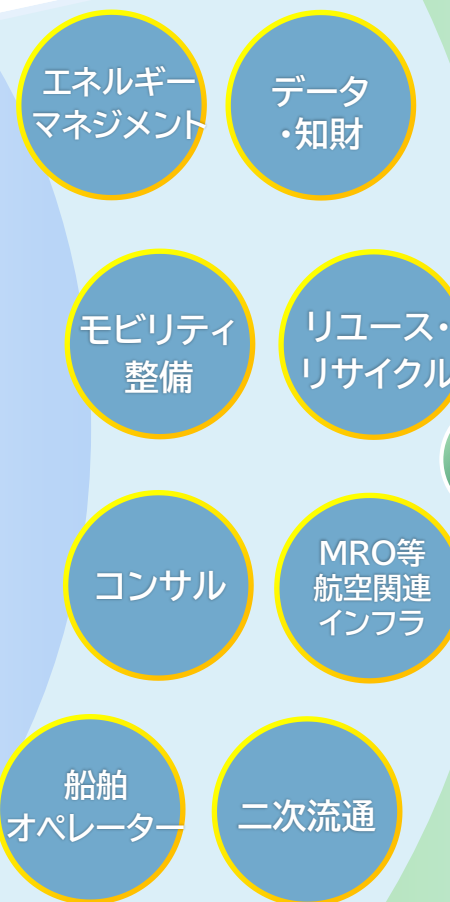 エネルギー
マネジメント
データ
・知財
モビリティ
整備
リユース・
リサイクル
コンサル
MRO等
航空関連
インフラ
船舶
オペレーター
二次流通